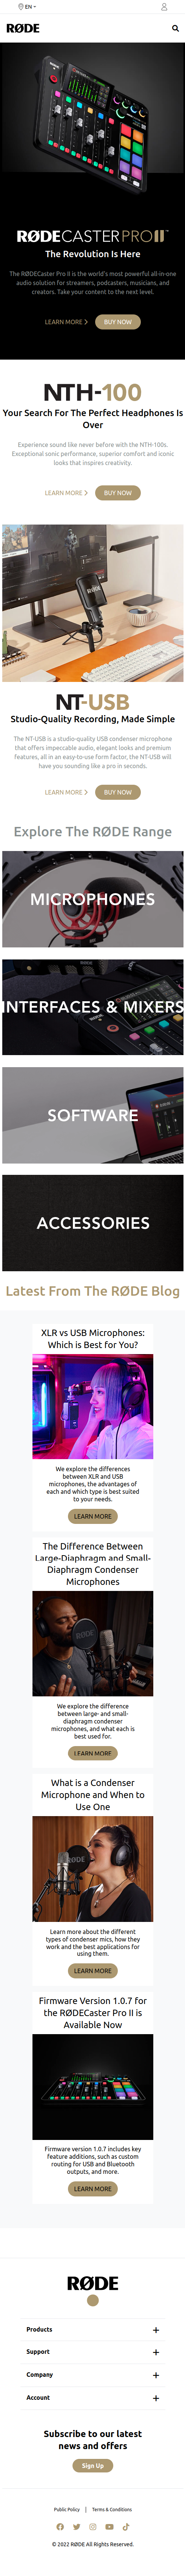 EN
RØDE
RØDECASTER PRO II™
The Revolution Is Here
The RØDECaster Pro II is the world's most powerful all-in-one
audio solution for streamers, podcasters, musicians, and
creators. Take your content to the next level.
LEARN MORE > BUY NOW
NTH-100
Your Search For The Perfect Headphones Is
Over
Experience sound like never before with the NTH-100s.
Exceptional sonic performance, superior comfort and iconic
looks that inspires creativity.
LEARN MORE > BUY NOW
NT-USB
Studio-Quality Recording, Made Simple
The NT-USB is a studio-quality USB condenser microphone
that offers impeccable audio, elegant looks and premium
features, all in an easy-to-use form factor, the NT-USB will
have you sounding like a pro in seconds.
LEARN MORE > BUY NOW
Explore The RØDE Range
MICROPHONES
INTERFACES & MIXERS
SOFTWARE
ACCESSORIES
Latest From The RØDE Blog
XLR vs USB Microphones:
Which is Best for You?
We explore the differences
between XLR and USB
microphones, the advantages of
each and which type is best suited
to your needs.
LEARN MORE
The Difference Between
Large-Diaphragm and Small-
Diaphragm Condenser
Microphones
RØDE
We explore the difference
between large- and small-
diaphragm condenser
microphones, and what each is
best used for.
LEARN MORE
What is a Condenser
Microphone and When to
Use One
RØDE
Learn more about the different
types of condenser mics, how they
work and the best applications for
using them.
LEARN MORE
Firmware Version 1.0.7 for
the RØDECaster Pro II is
Available Now
Firmware version 1.0.7 includes key
feature additions, such as custom
routing for USB and Bluetooth
outputs, and more.
LEARN MORE
RØDE
Products +
Support +
Company +
Account +
Subscribe to our latest
news and offers
Sign Up
Public Policy | Terms & Conditions
© 2022 RØDE All Rights Reserved.